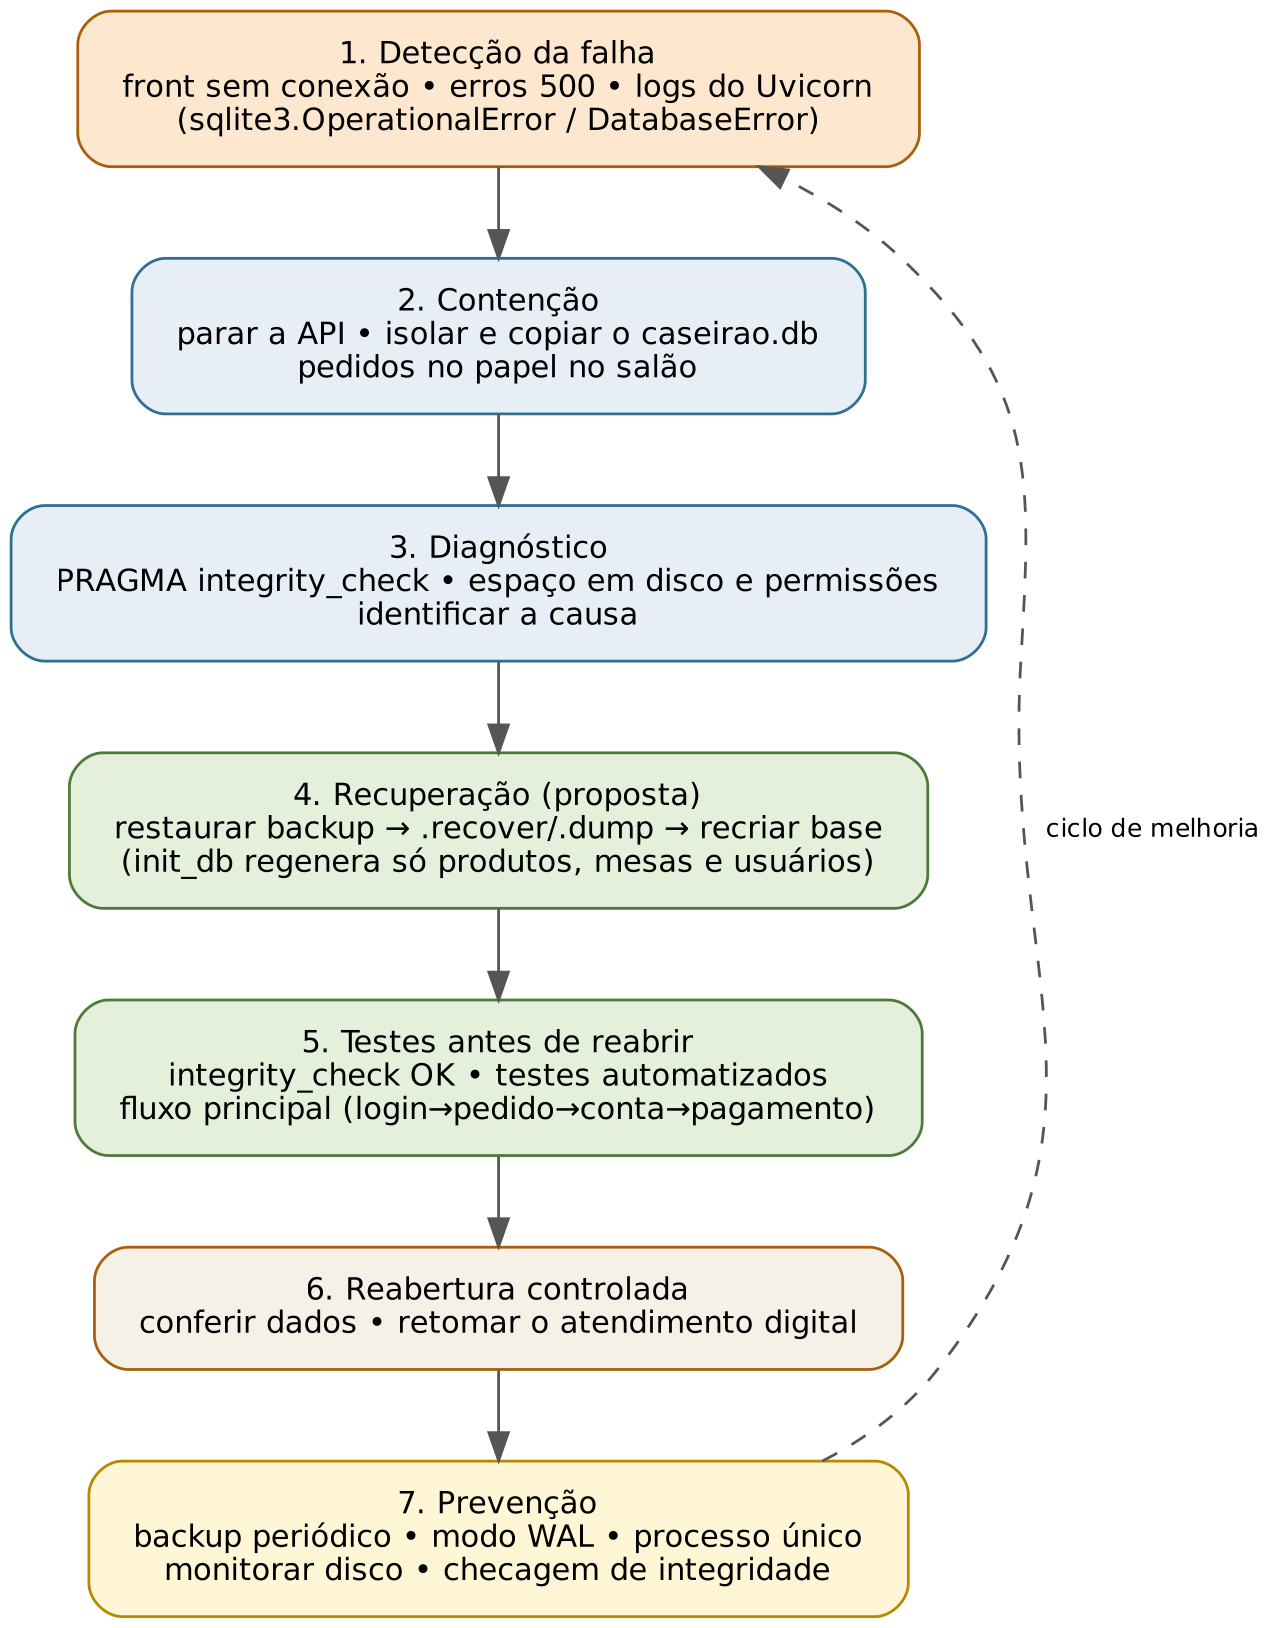 1. Detecção da falha
front sem conexão • erros 500 • logs do Uvicorn
(sqlite3.OperationalError / DatabaseError)
2. Contenção
parar a API • isolar e copiar o caseirao.db
pedidos no papel no salão
3. Diagnóstico
PRAGMA integrity_check • espaço em disco e permissões
identificar a causa
4. Recuperação (proposta)
restaurar backup → .recover/.dump → recriar base
(init_db regenera só produtos, mesas e usuários)
ciclo de melhoria
5. Testes antes de reabrir
integrity_check OK • testes automatizados
fluxo principal (login→pedido→conta→pagamento)
6. Reabertura controlada
conferir dados • retomar o atendimento digital
7. Prevenção
backup periódico • modo WAL • processo único
monitorar disco • checagem de integridade